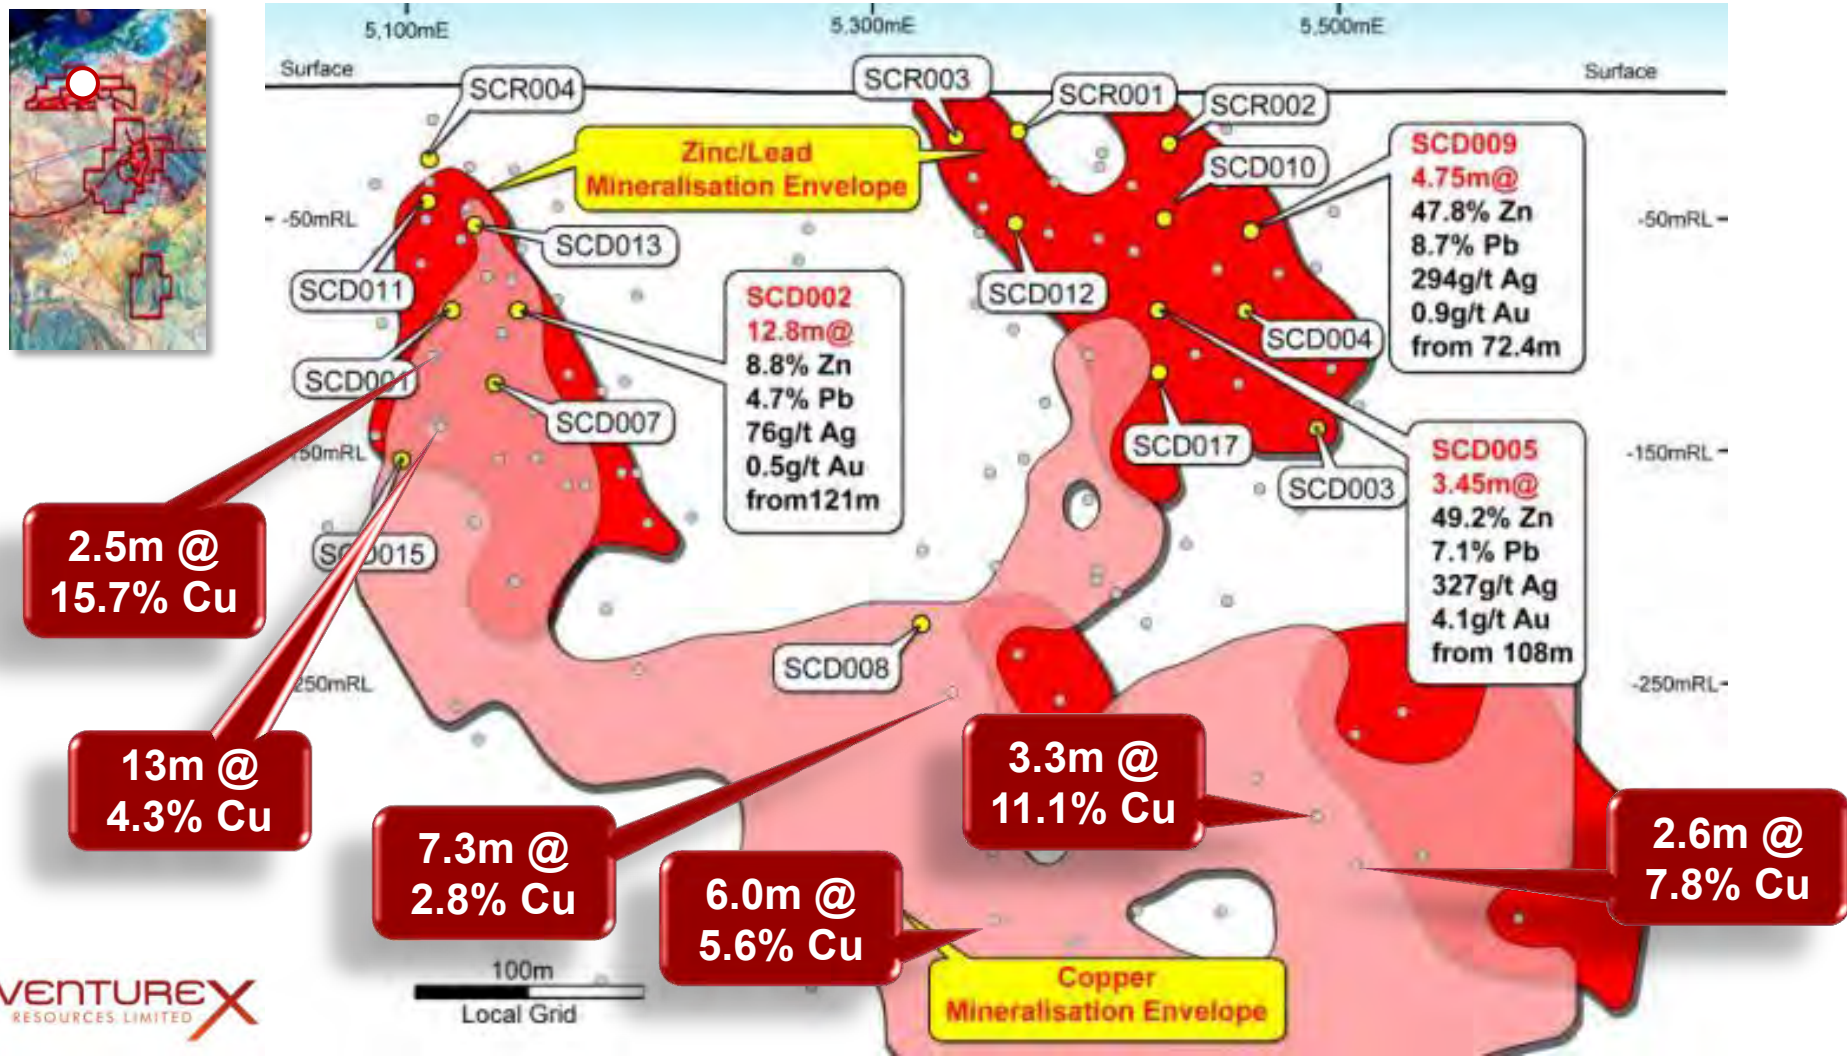 5,100mE
5,300mE
5,500mE
Surface
Surface
SCR004
SCR003
SCR001
SCR002
Zinc/Lead
Mineralisation Envelope
SCD010
SCD009
4.75m@
47.8% Zn
8.7% Pb
294g/t Ag
0.9g/t Au
from 72.4m
-50mRL
-50mRL
SCD013
SCD011
SCD012
SCD002
12.8m@
8.8% Zn
4.7% Pb
76g/t Ag
0.5g/t Au
from121m
SCD004
SCD001
SCD007
SCD017
SCD003
50mRL
-150mRL
SCD005
3.45m@
49.2% Zn
7.1% Pb
327g/t Ag
4.1g/t Au
from 108m
2.5m @
15.7% Cu
SCD015
SCD008
250mRL
-250mRL
13m @
4.3% Cu
7.3m @
2.8% Cu
3.3m @
11.1% Cu
6.0m @
5.6% Cu
2.6m @
7.8% Cu
Copper
Mineralisation Envelope
100m
Local Grid
VENTUREX
RESOURCES LIMITED